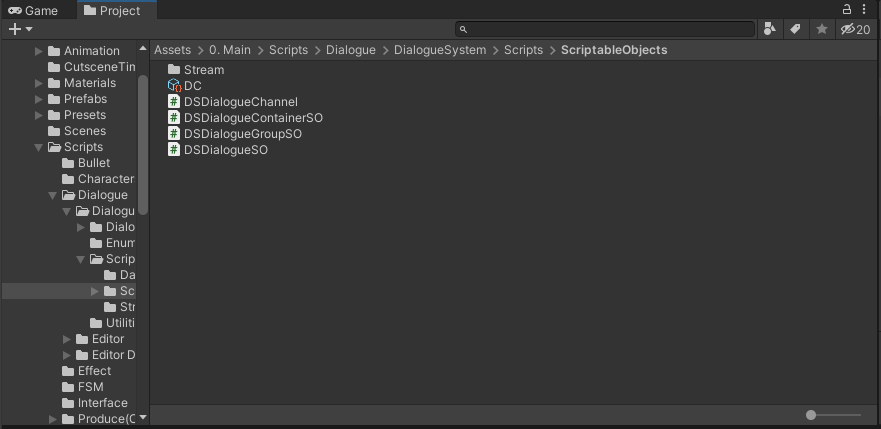 Game
Project
20
Assets > 0. Main > Scripts > Dialogue > DialogueSystem > Scripts > ScriptableObjects
Animation
CutsceneTim
Materials
Prefabs
Presets
Scenes
Scripts
Bullet
Character
Dialogue
Dialogu
Dialo
Enum
Scrip
Da
Sc
Str
Utiliti
Editor
Editor D
Effect
FSM
Interface
Produce(C
Stream
DC
DSDialogueChannel
DSDialogueContainerSO
DSDialogueGroupSO
DSDialogueSO